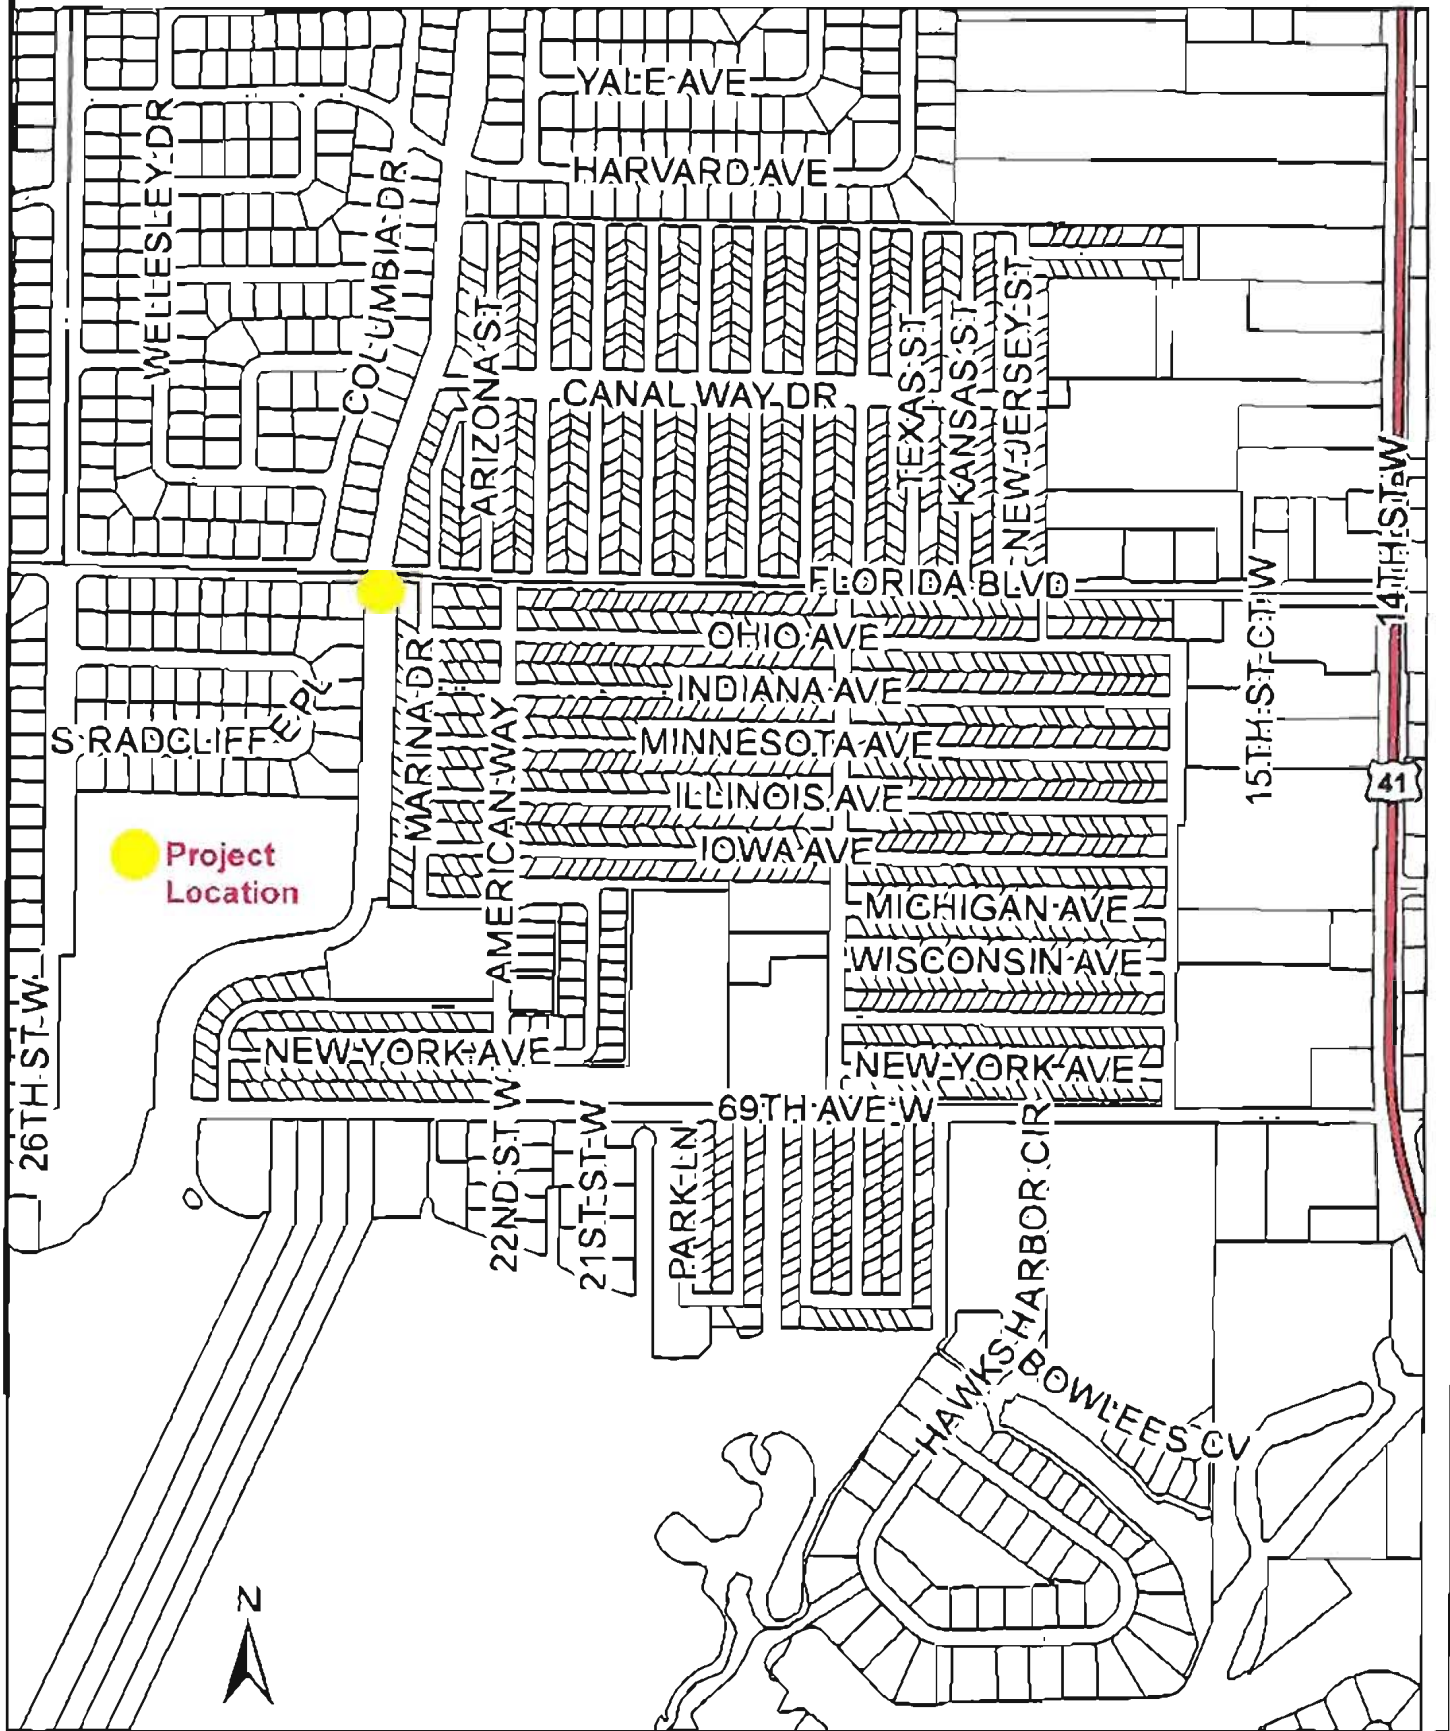 YALE AVE
HARVARD AVE
WELLESLEY DR
COLUMBIA DR
ARIZONA ST
CANAL WAY DR
TEXAS ST
KANSAS ST
NEW JERSEY ST
14TH ST W
FLORIDA BLVD
15TH ST CT W
OHIO AVE
MARINA DR
INDIANA AVE
S RADCLIFFE PL
MINNESOTA AVE
AMERICAN WAY
ILLINOIS AVE
41
IOWA AVE
Project
Location
MICHIGAN AVE
WISCONSIN AVE
26TH ST W
NEW YORK AVE
NEW YORK AVE
69TH AVE W
22ND ST W
21ST ST W
PARK LN
HAWKS HARBOR CIR
BOWLEES CV
N